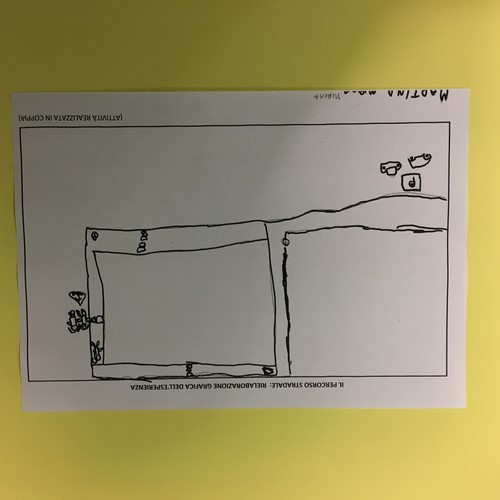 IL PERCORSO STRADALE: RIELABORAZIONE GRAFICA DELL'ESPERIENZA
(ATTIVITÀ REALIZZATA IN COPPIA)
MARTINA
P